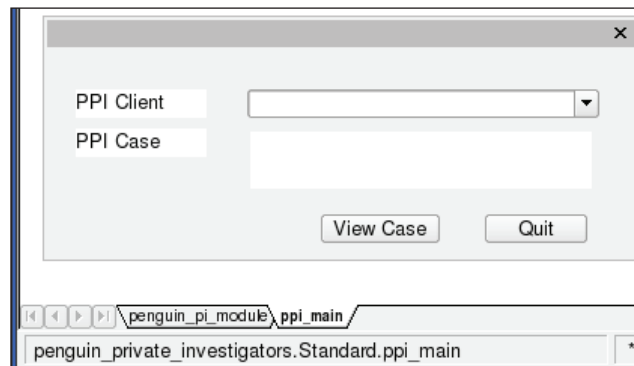 PPI Client
PPI Case
View Case Quit
penguin_pi_module ppi_main
penguin_private_investigators.Standard.ppi_main *